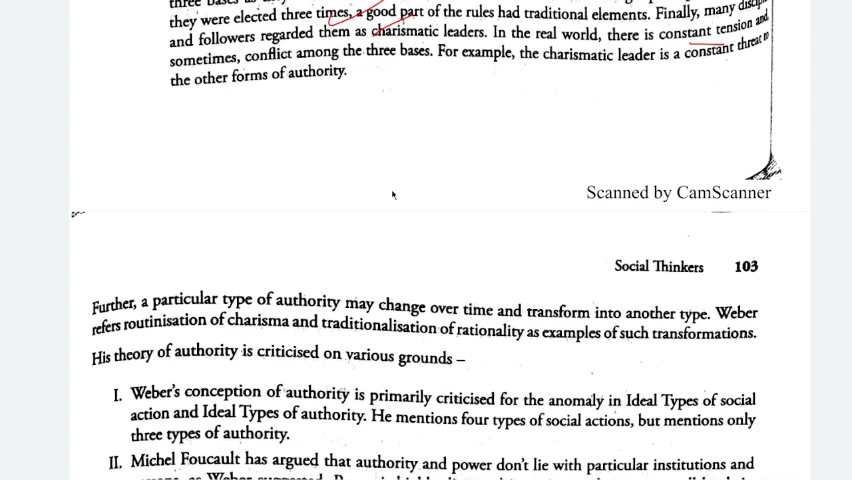 they were elected three times, a good part of the rules had traditional elements. Finally, many
and followers regarded them as charismatic leaders. In the real world, there is constant tension and
sometimes, conflict among the three bases. For example, the charismatic leader is a constant threat to
the other forms of authority.
Scanned by CamScanner
Social Thinkers 103
Further, a particular type of authority may change over time and transform into another type. Weber
refers routinisation of charisma and traditionalisation of rationality as examples of such transformations.
His theory of authority is criticised on various grounds –
I. Weber's conception of authority is primarily criticised for the anomaly in Ideal Types of social
action and Ideal Types of authority. He mentions four types of social actions, but mentions only
three types of authority.
II. Michel Foucault has argued that authority and power don't lie with particular institutions and